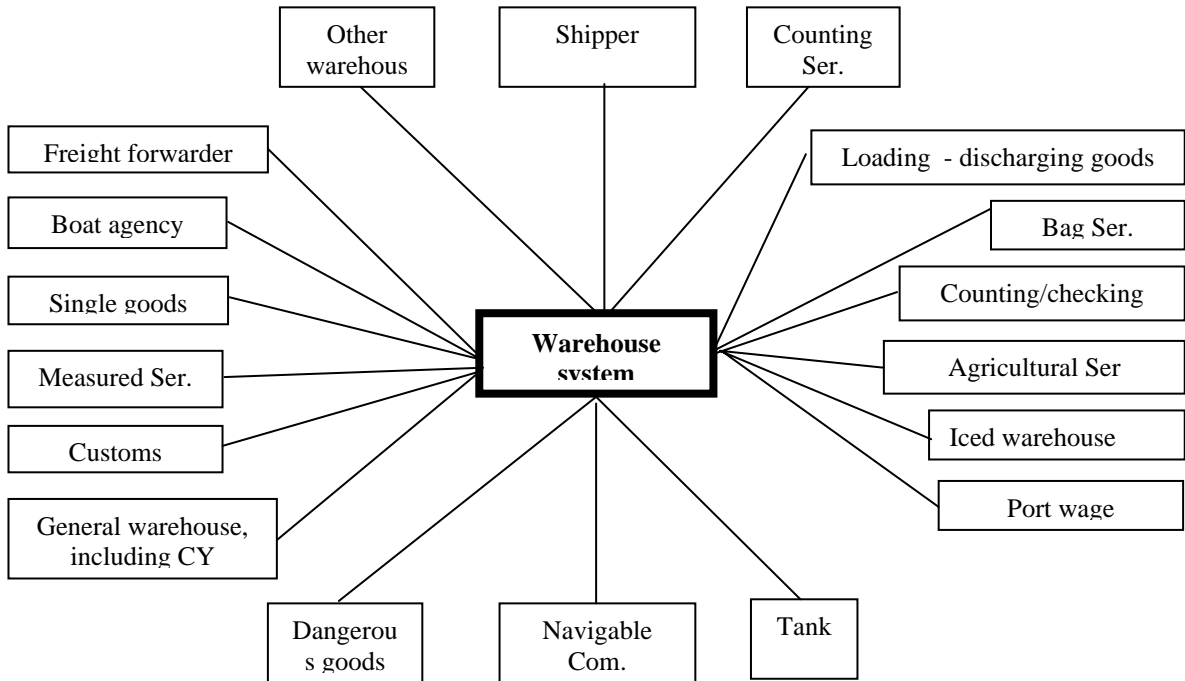 Other
warehous
Shipper
Counting
Ser.
Freight forwarder
Loading - discharging goods
Boat agency
Bag Ser.
Single goods
Counting/checking
Warehouse
system
Measured Ser.
Agricultural Ser
Customs
Iced warehouse
General warehouse,
including CY
Port wage
Dangerou
s goods
Navigable
Com.
Tank